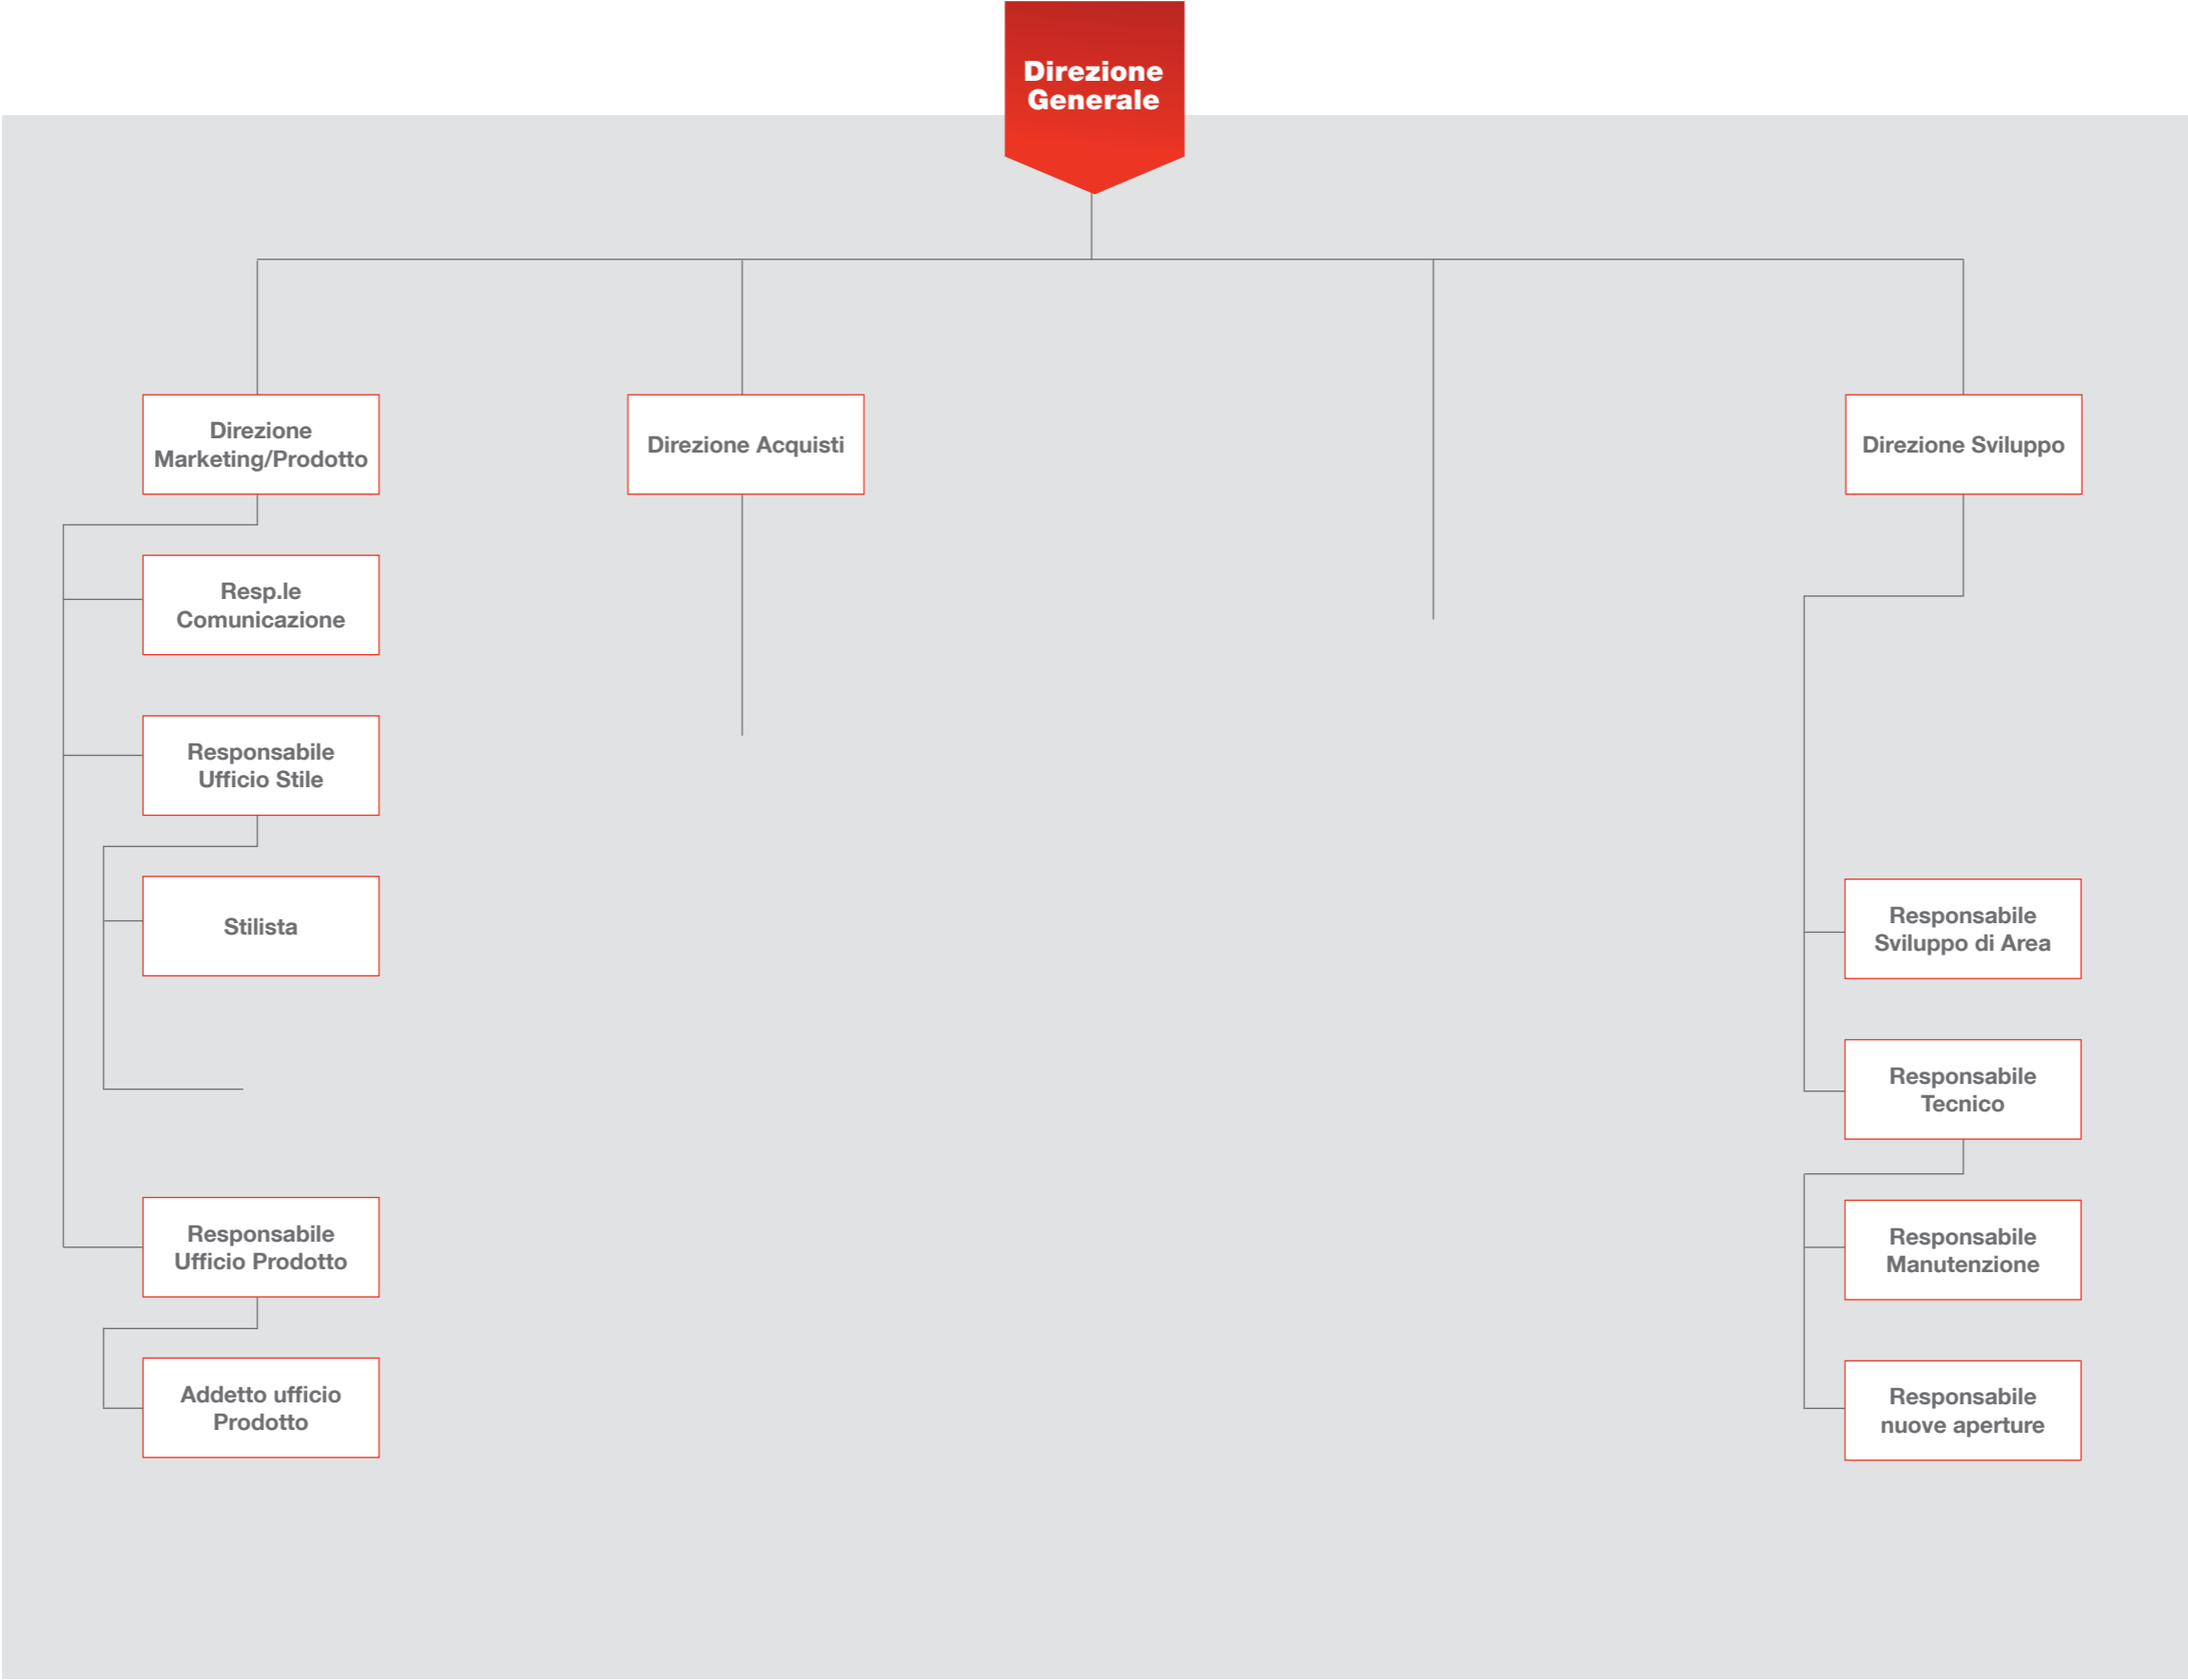 Direzione
Generale
Direzione
Marketing/Prodotto
Direzione Acquisti
Direzione Sviluppo
Resp.le
Comunicazione
Responsabile
Ufficio Stile
Stilista
Responsabile
Sviluppo di Area
Responsabile
Tecnico
Responsabile
Ufficio Prodotto
Responsabile
Manutenzione
Addetto ufficio
Prodotto
Responsabile
nuove aperture